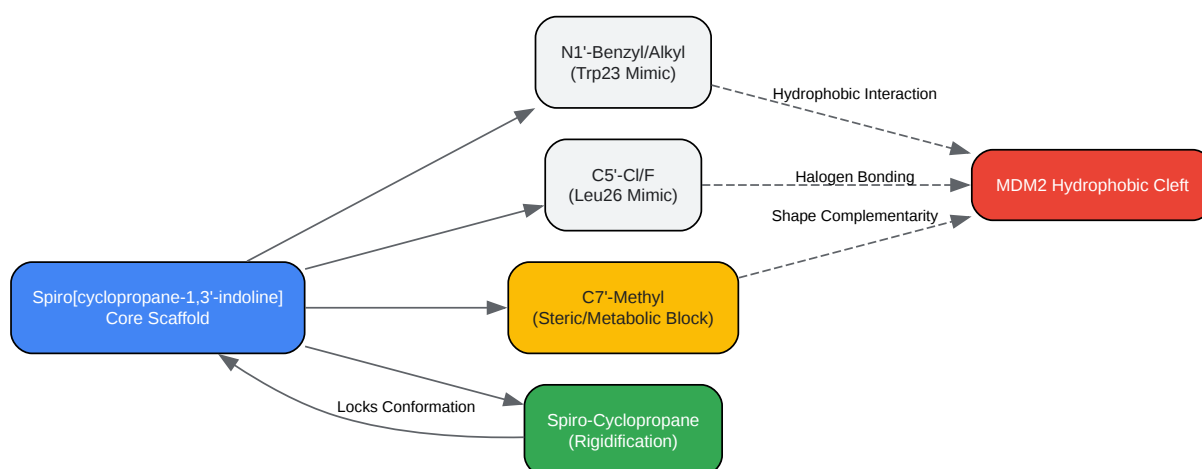 N1'-Benzyl/Alkyl
(Trp23 Mimic)
Hydrophobic Interaction
C5'-Cl/F
(Leu26 Mimic)
Halogen Bonding
MDM2 Hydrophobic Cleft
Shape Complementarity
Spiro[cyclopropane-1,3'-indoline]
Core Scaffold
C7'-Methyl
(Steric/Metabolic Block)
Locks Conformation
Spiro-Cyclopropane
(Rigidification)